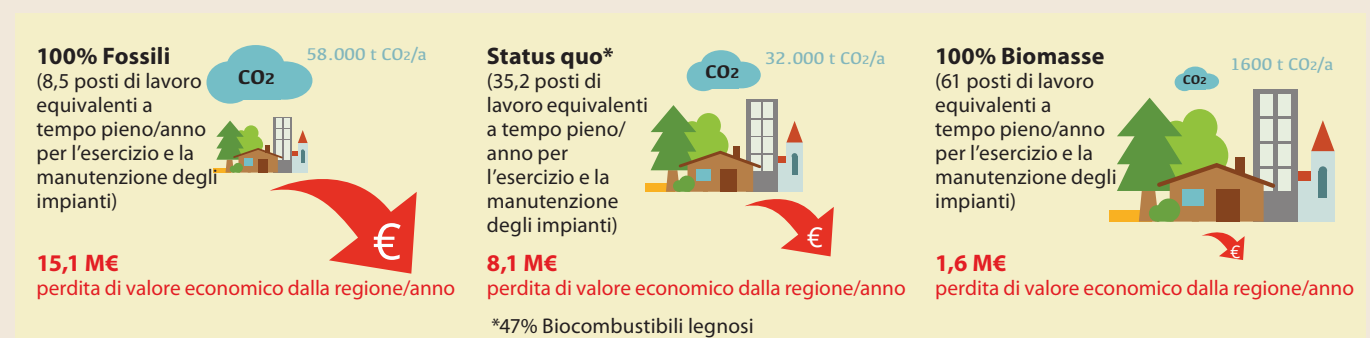 100% Fossili
(8,5 posti di lavoro
equivalenti a
tempo pieno/anno
per l'esercizio e la
manutenzione degli
impianti)
CO2
58.000 t CO2/a
€
15,1 M€
perdita di valore economico dalla regione/anno
Status quo*
(35,2 posti di
lavoro equivalenti
a tempo pieno/
anno per
l'esercizio e la
manutenzione
degli impianti)
CO2
32.000 t CO2/a
€
8,1 M€
perdita di valore economico dalla regione/anno
*47% Biocombustibili legnosi
100% Biomasse
(61 posti di lavoro
equivalenti a
tempo pieno/anno
per l'esercizio e la
manutenzione degli
impianti)
CO2
1600 t CO2/a
€
1,6 M€
perdita di valore economico dalla regione/anno